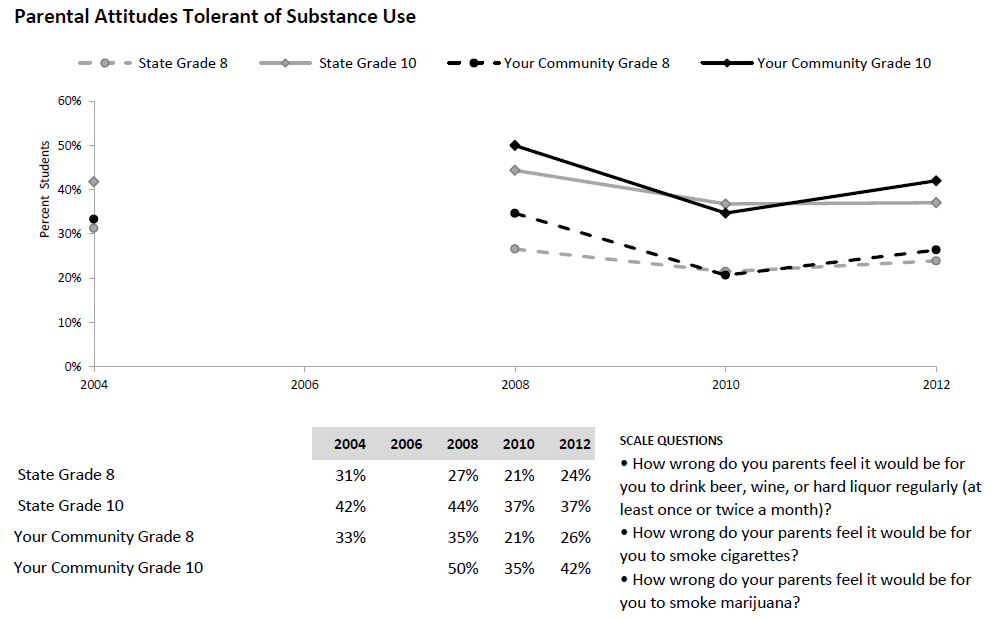 Parental Attitudes Tolerant of Substance Use
State Grade 8 State Grade 10 Your Community Grade 8 Your Community Grade 10
60%
50%
40%
30%
20%
10%
0%
Percent Students
2004 2006 2008 2010 2012
2004 2006 2008 2010 2012
State Grade 8 31% 27% 21% 24%
State Grade 10 42% 44% 37% 37%
Your Community Grade 8 33% 35% 21% 26%
Your Community Grade 10 50% 35% 42%
SCALE QUESTIONS
• How wrong do you parents feel it would be for
you to drink beer, wine, or hard liquor regularly (at
least once or twice a month)?
• How wrong do your parents feel it would be for
you to smoke cigarettes?
• How wrong do your parents feel it would be for
you to smoke marijuana?